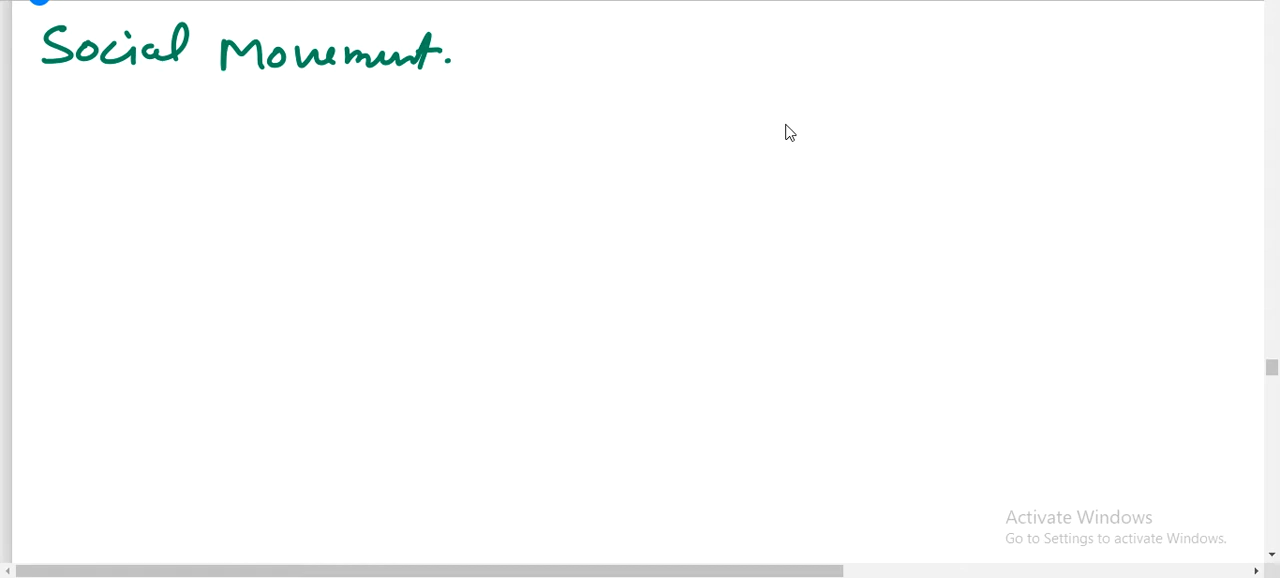 Social Movement.
Activate Windows
Go to Settings to activate Windows.